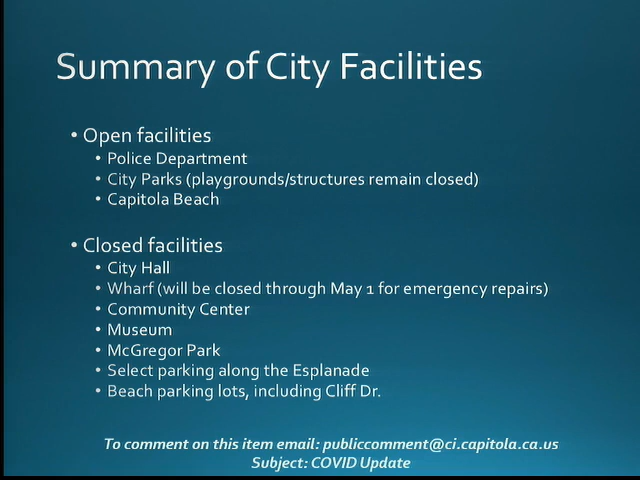 Summary of City Facilities
• Open facilities
• Police Department
• City Parks (playgrounds/structures remain closed)
• Capitola Beach
• Closed facilities
• City Hall
• Wharf (will be closed through May 1 for emergency repairs)
• Community Center
• Museum
• McGregor Park
• Select parking along the Esplanade
• Beach parking lots, including Cliff Dr.
To comment on this item email: publiccomment@ci.capitola.ca.us
Subject: COVID Update